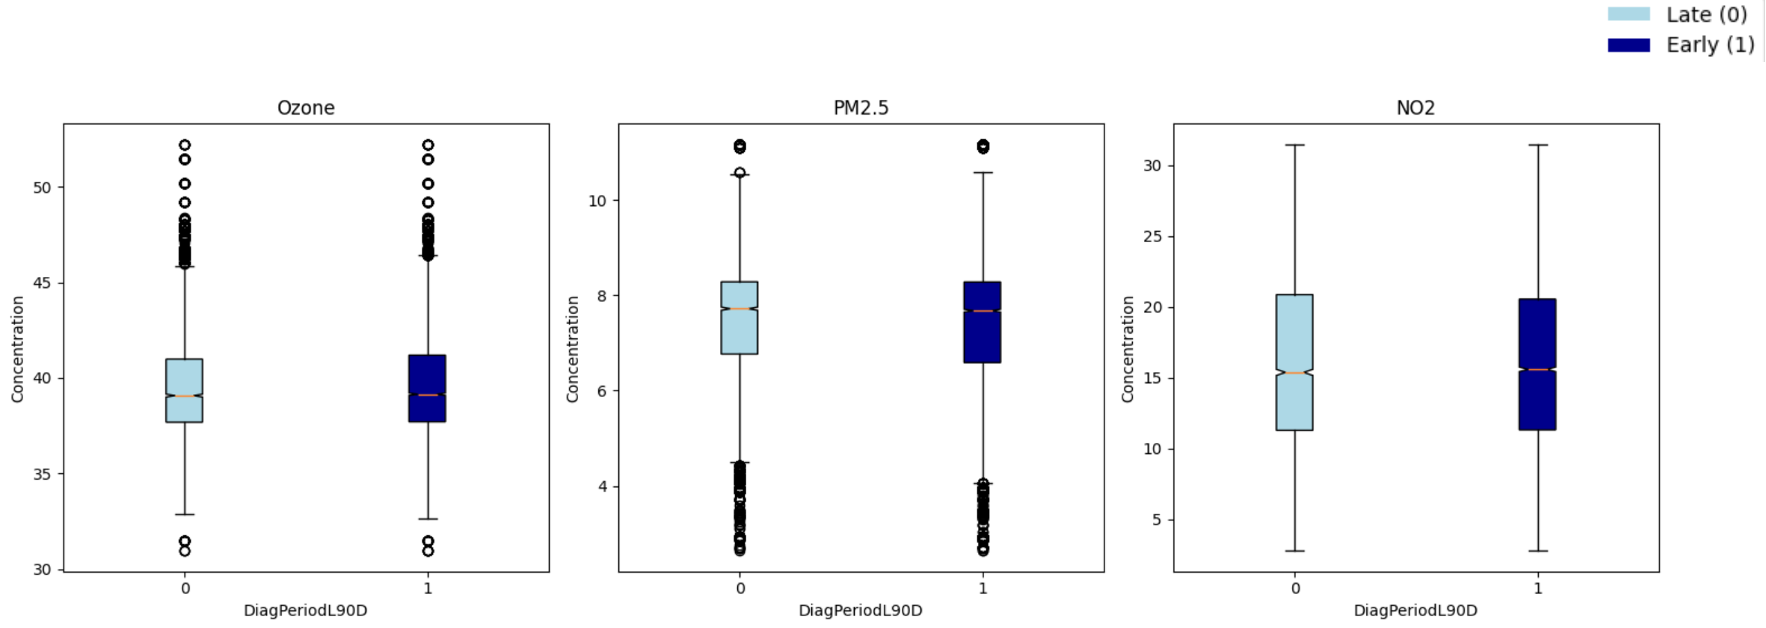 Late (0)
Early (1)
Ozone
PM2.5
NO2
Concentration
50
45
40
35
30
0
1
DiagPeriodL90D
Concentration
10
8
6
4
0
1
DiagPeriodL90D
Concentration
30
25
20
15
10
5
0
1
DiagPeriodL90D